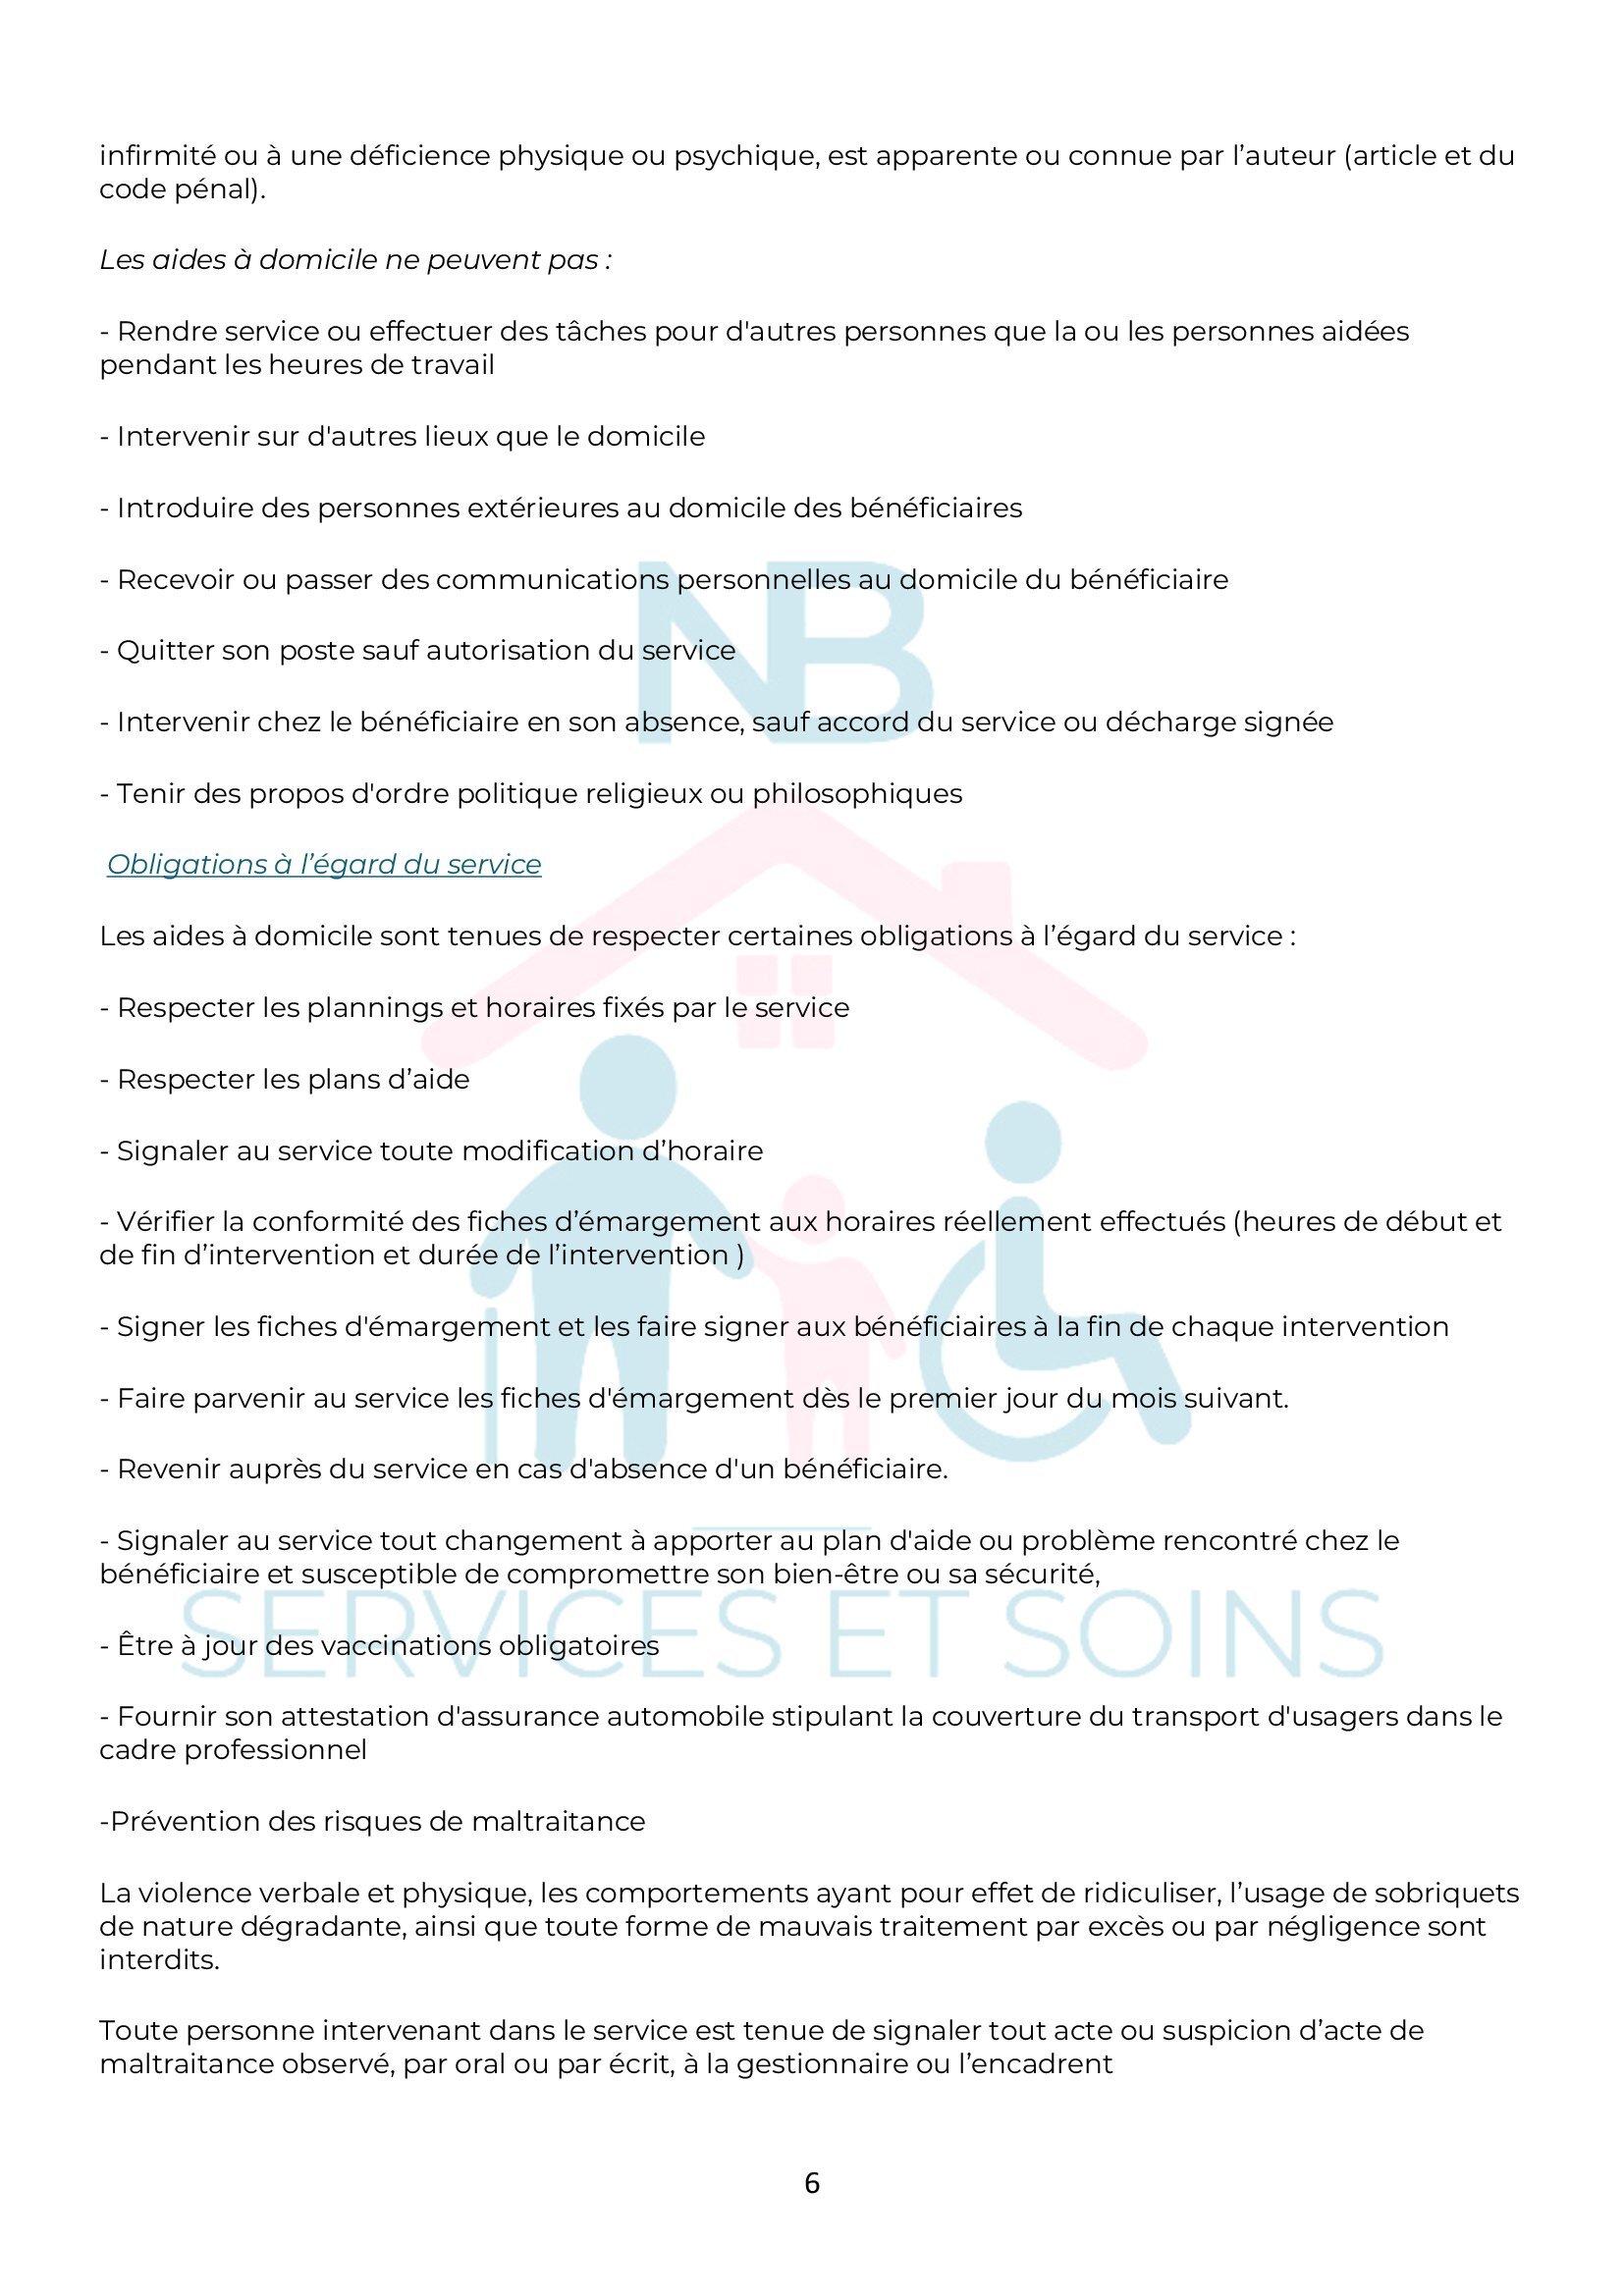 infirmité ou à une déficience physique ou psychique, est apparente ou connue par l’auteur (article et du
code pénal).
Les aides à domicile ne peuvent pas :
- Rendre service ou effectuer des tâches pour d'autres personnes que la ou les personnes aidées
pendant les heures de travail
- Intervenir sur d'autres lieux que le domicile
- Introduire des personnes extérieures au domicile des bénéficiaires
- Recevoir ou passer des communications personnelles au domicile du bénéficiaire
- Quitter son poste sauf autorisation du service
- Intervenir chez le bénéficiaire en son absence, sauf accord du service ou décharge signée
- Tenir des propos d'ordre politique religieux ou philosophiques
Obligations à l’égard du service
Les aides à domicile sont tenues de respecter certaines obligations à l’égard du service :
- Respecter les plannings et horaires fixés par le service
- Respecter les plans d’aide
- Signaler au service toute modification d’horaire
- Vérifier la conformité des fiches d’émargement aux horaires réellement effectués (heures de début et
de fin d’intervention et durée de l’intervention )
- Signer les fiches d'émargement et les faire signer aux bénéficiaires à la fin de chaque intervention
- Faire parvenir au service les fiches d'émargement dès le premier jour du mois suivant.
- Revenir auprès du service en cas d'absence d'un bénéficiaire.
- Signaler au service tout changement à apporter au plan d'aide ou problème rencontré chez le
bénéficiaire et susceptible de compromettre son bien-être ou sa sécurité,
- Être à jour des vaccinations obligatoires
- Fournir son attestation d'assurance automobile stipulant la couverture du transport d'usagers dans le
cadre professionnel
-Prévention des risques de maltraitance
La violence verbale et physique, les comportements ayant pour effet de ridiculiser, l’usage de sobriquets
de nature dégradante, ainsi que toute forme de mauvais traitement par excès ou par négligence sont
interdits.
Toute personne intervenant dans le service est tenue de signaler tout acte ou suspicion d’acte de
maltraitance observé, par oral ou par écrit, à la gestionnaire ou l’encadrent
6
NB
SERVICES ET SOINS